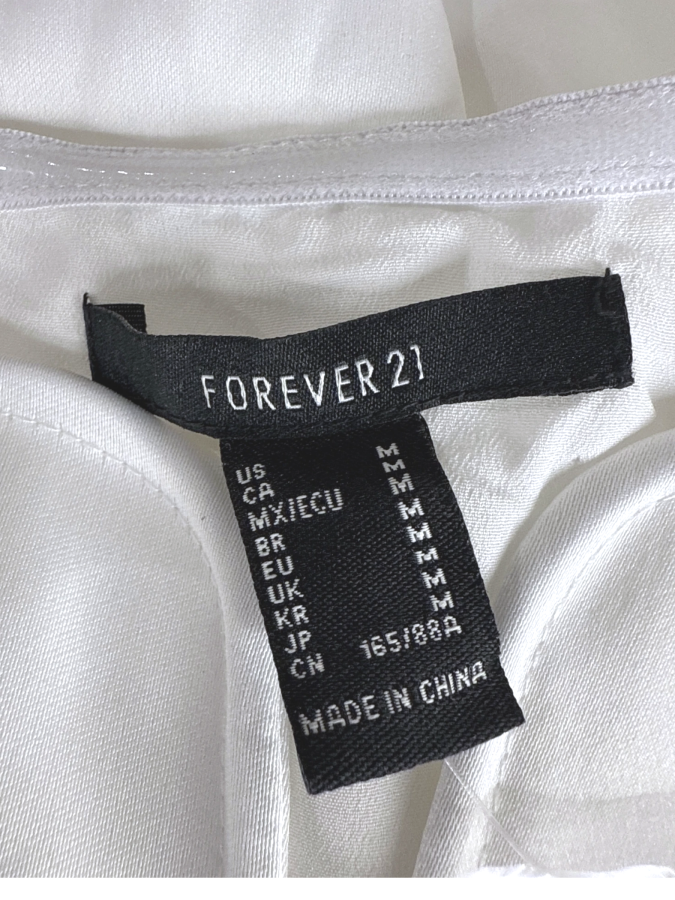 FOREVER 21
US M
CA M
MX/ECU M
BR M
EU M
UK M
KR M
JP M
CN 165/88A
MADE IN CHINA